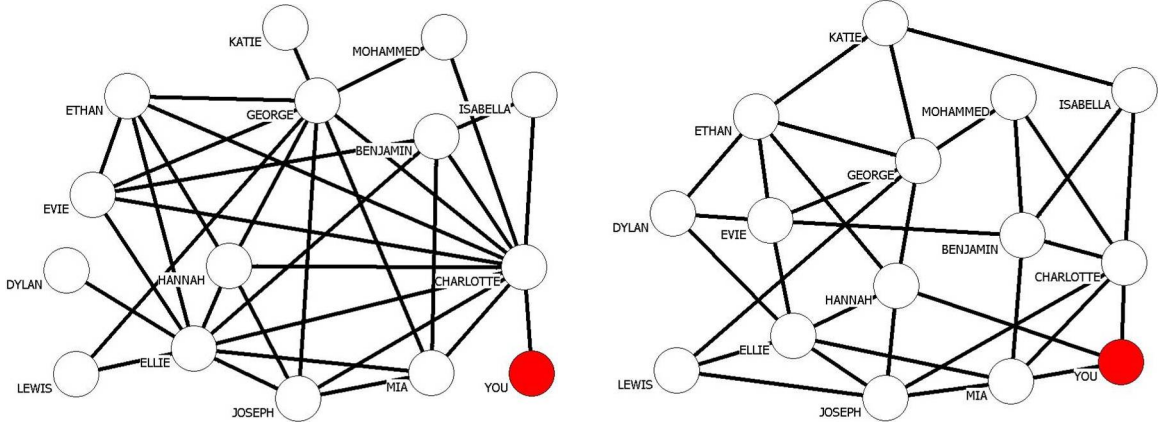 KATIE
MOHAMMED
ETHAN
GEORGE
ISABELLA
BENJAMIN
EVIE
DYLAN
HANNAH
CHARLOTTE
ELLIE
LEWIS
JOSEPH
MIA
YOU
KATIE
ISABELLA
MOHAMMED
ETHAN
GEORGE
DYLAN
EVIE
BENJAMIN
CHARLOTTE
HANNAH
ELLIE
LEWIS
JOSEPH
MIA
YOU